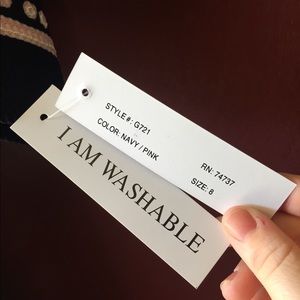 STYLE#: G721
COLOR: NAVY / PINK
RN: 74737
SIZE: 8
I AM WASHABLE